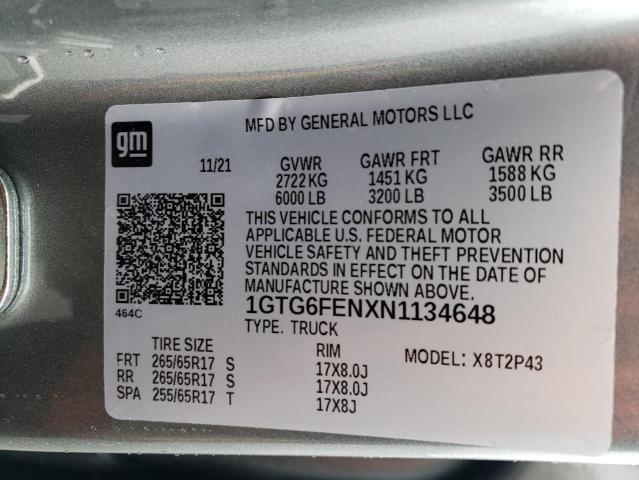 MFD BY GENERAL MOTORS LLC
gm
11/21 GVWR GAWR FRT GAWR RR
2722 KG 1451 KG 1588 KG
6000 LB 3200 LB 3500 LB
THIS VEHICLE CONFORMS TO ALL
APPLICABLE U.S. FEDERAL MOTOR
VEHICLE SAFETY AND THEFT PREVENTION
STANDARDS IN EFFECT ON THE DATE OF
MANUFACTURE SHOWN ABOVE.
464C
1GTG6FENXN1134648
TYPE. TRUCK
TIRE SIZE RIM MODEL: X8T2P43
FRT 265/65R17 S 17X8.0J
RR 265/65R17 S 17X8.0J
SPA 255/65R17 T 17X8J